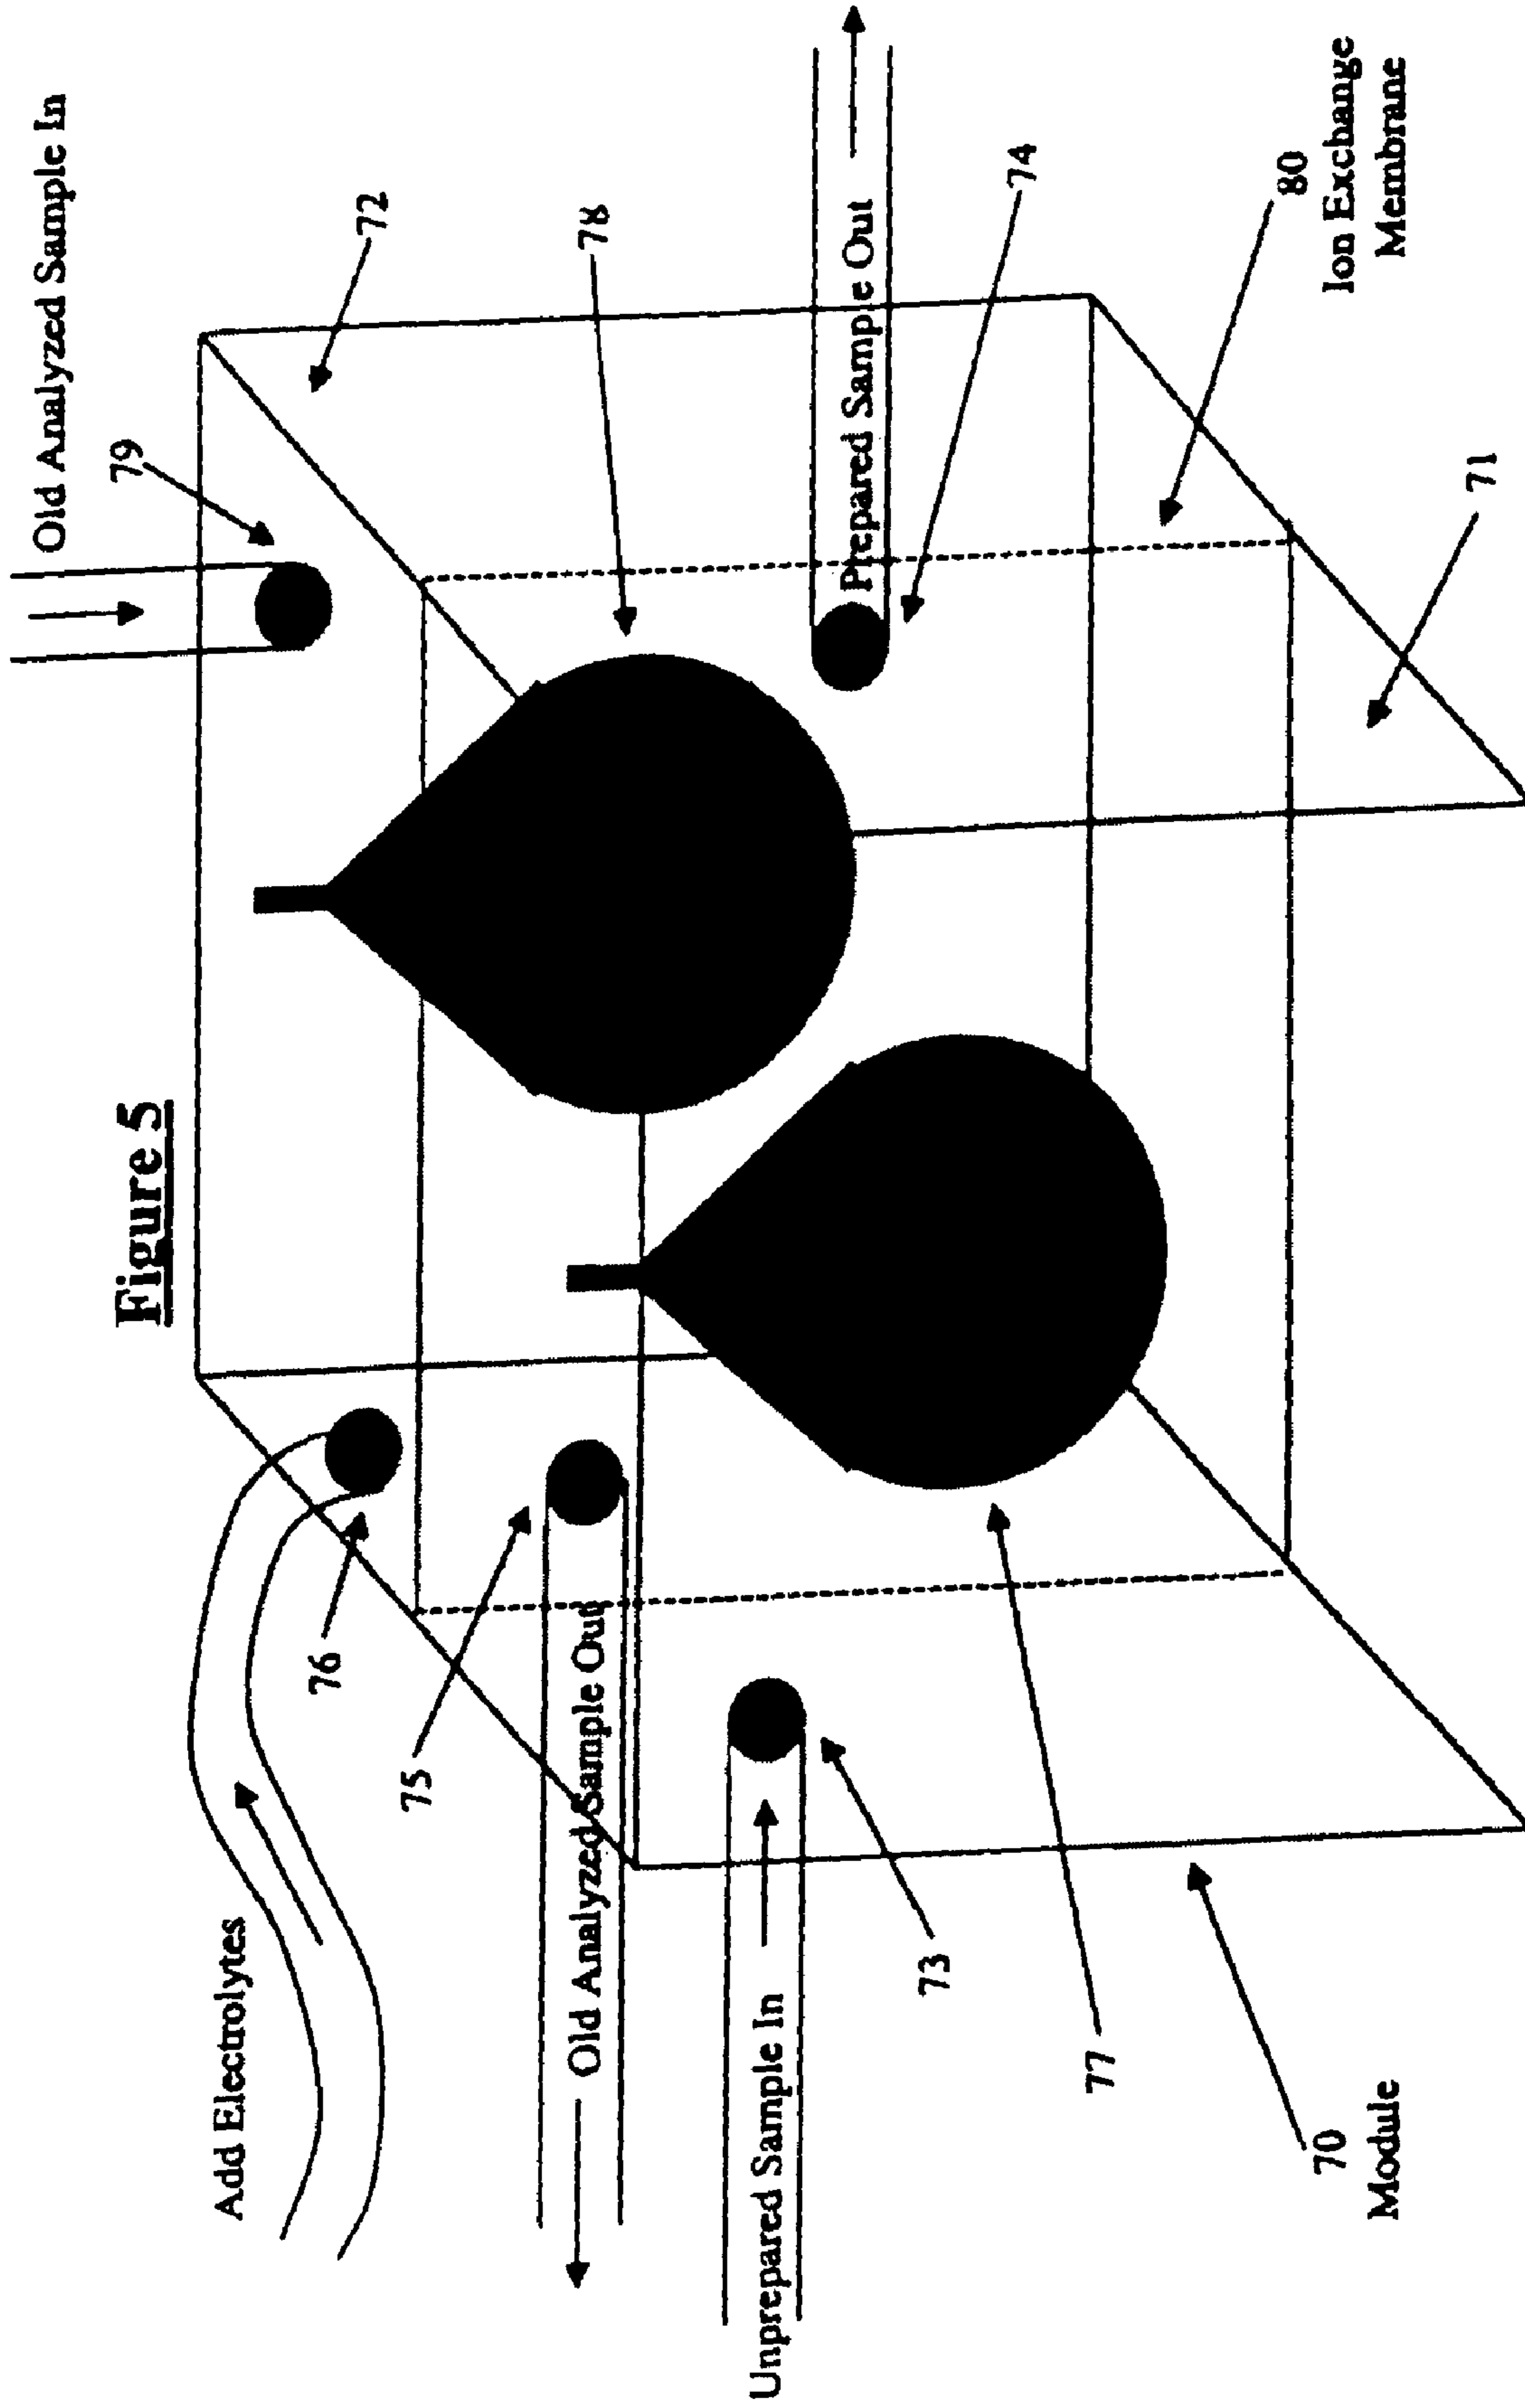 Figure 5
Old Analyzed Sample In
79
72
Add Electrolytes
76
78
75
Old Analyzed Sample Out
Unprepared Sample In
Prepared Sample Out
73
74
77
80
Ion Exchange
Membrane
70
Module
71